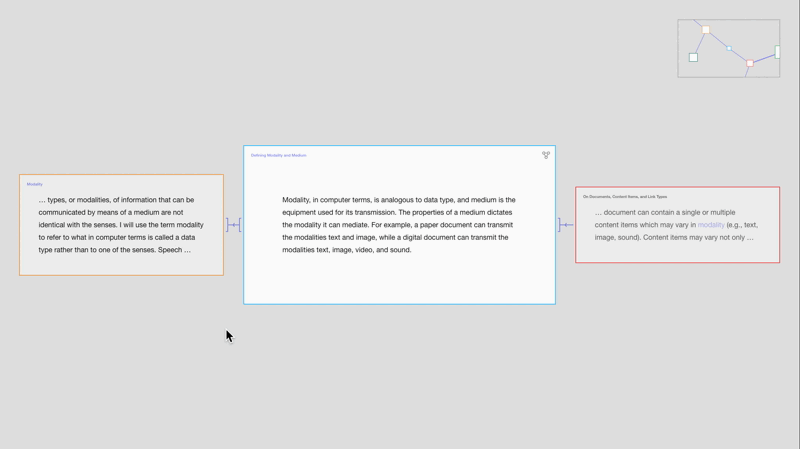 Modality
... types, or modalities, of information that can be
communicated by means of a medium are not
identical with the senses. I will use the term modality
to refer to what in computer terms is called a data
type rather than to one of the senses. Speech ...
Defining Modality and Medium
Modality, in computer terms, is analogous to data type, and medium is the
equipment used for its transmission. The properties of a medium dictates
the modality it can mediate. For example, a paper document can transmit
the modalities text and image, while a digital document can transmit the
modalities text, image, video, and sound.
On Documents, Content Items, and Link Types
... document can contain a single or multiple
content items which may vary in modality (e.g., text,
image, sound). Content items may vary not only ...